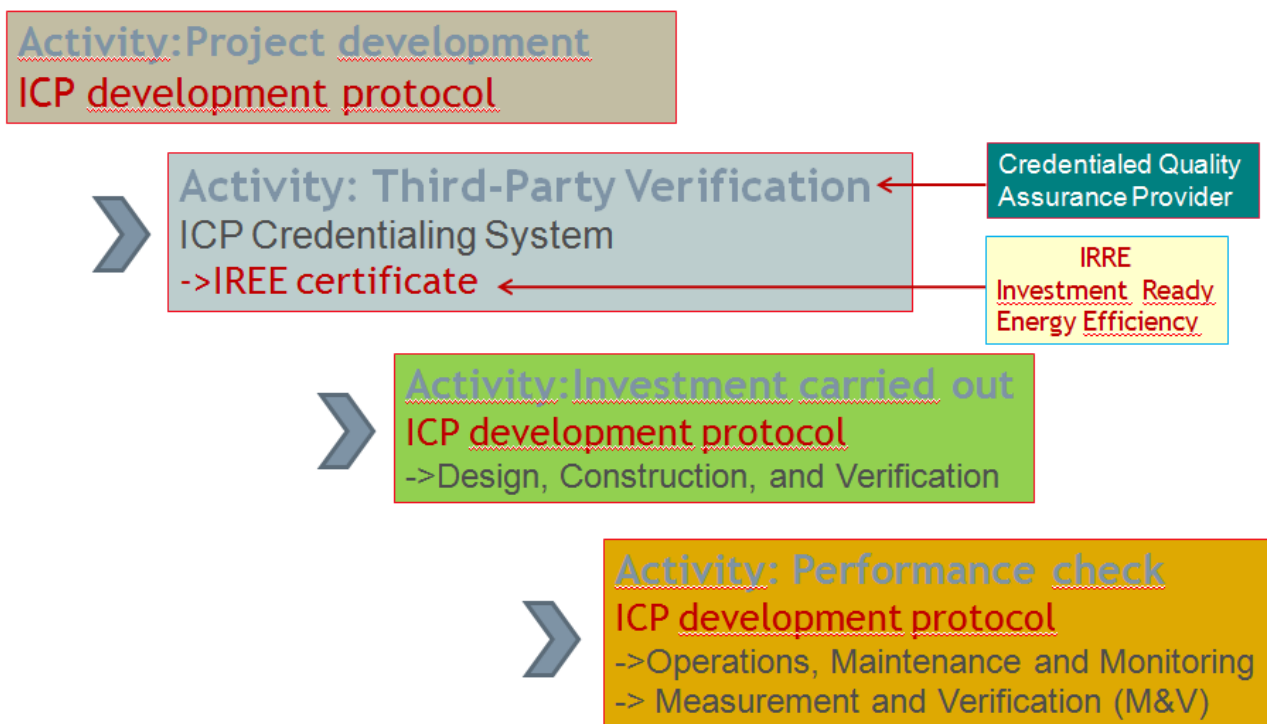 Activity:Project development
ICP development protocol
Activity: Third-Party Verification
ICP Credentialing System
->IREE certificate
Credentialed Quality
Assurance Provider
IRRE
Investment Ready
Energy Efficiency
Activity:Investment carried out
ICP development protocol
->Design, Construction, and Verification
Activity: Performance check
ICP development protocol
->Operations, Maintenance and Monitoring
-> Measurement and Verification (M&V)